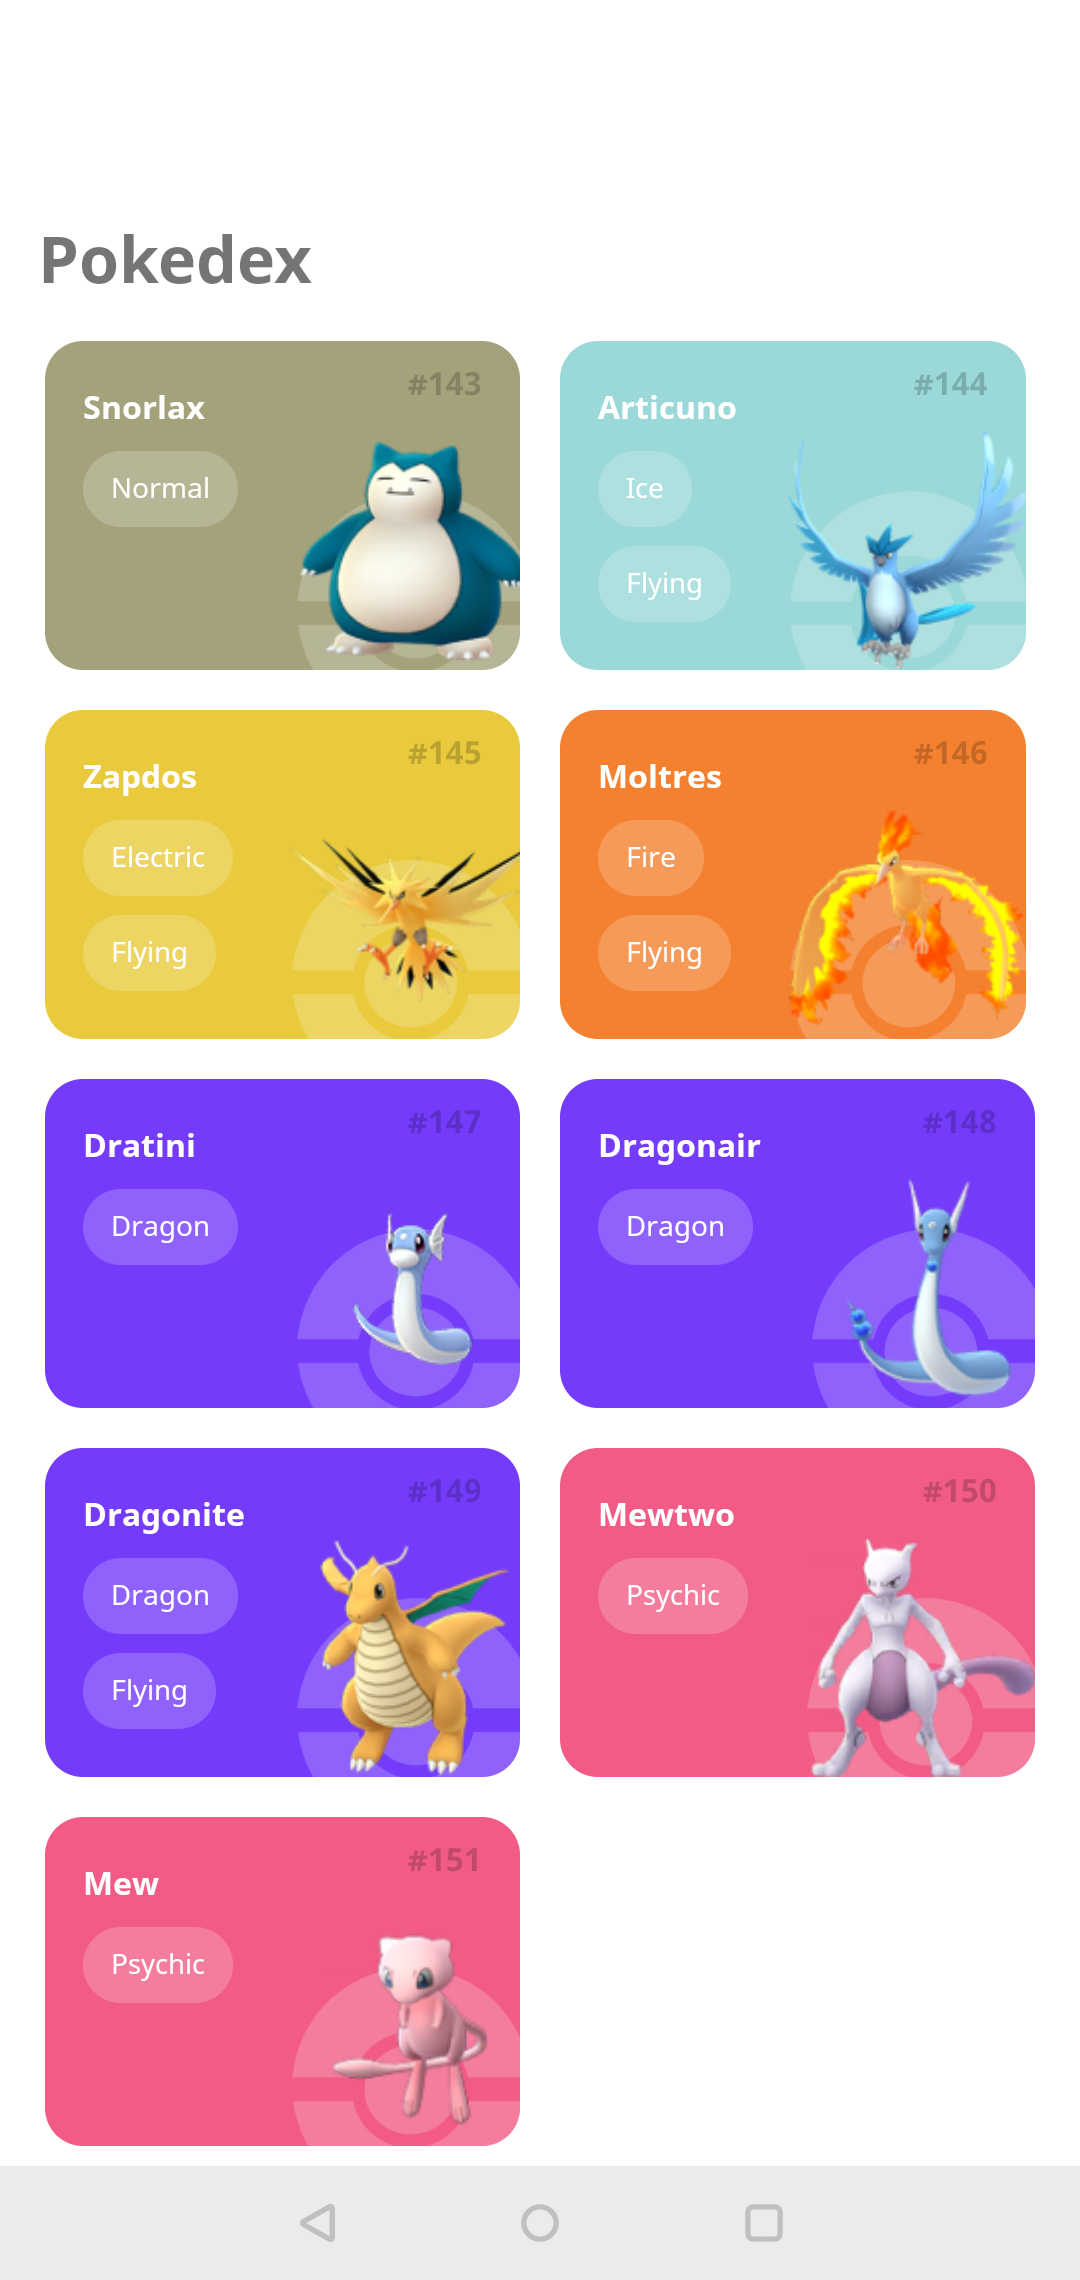 Pokedex
#143
Snorlax
Normal
#144
Articuno
Ice
Flying
#145
Zapdos
Electric
Flying
#146
Moltres
Fire
Flying
#147
Dratini
Dragon
#148
Dragonair
Dragon
#149
Dragonite
Dragon
Flying
#150
Mewtwo
Psychic
#151
Mew
Psychic